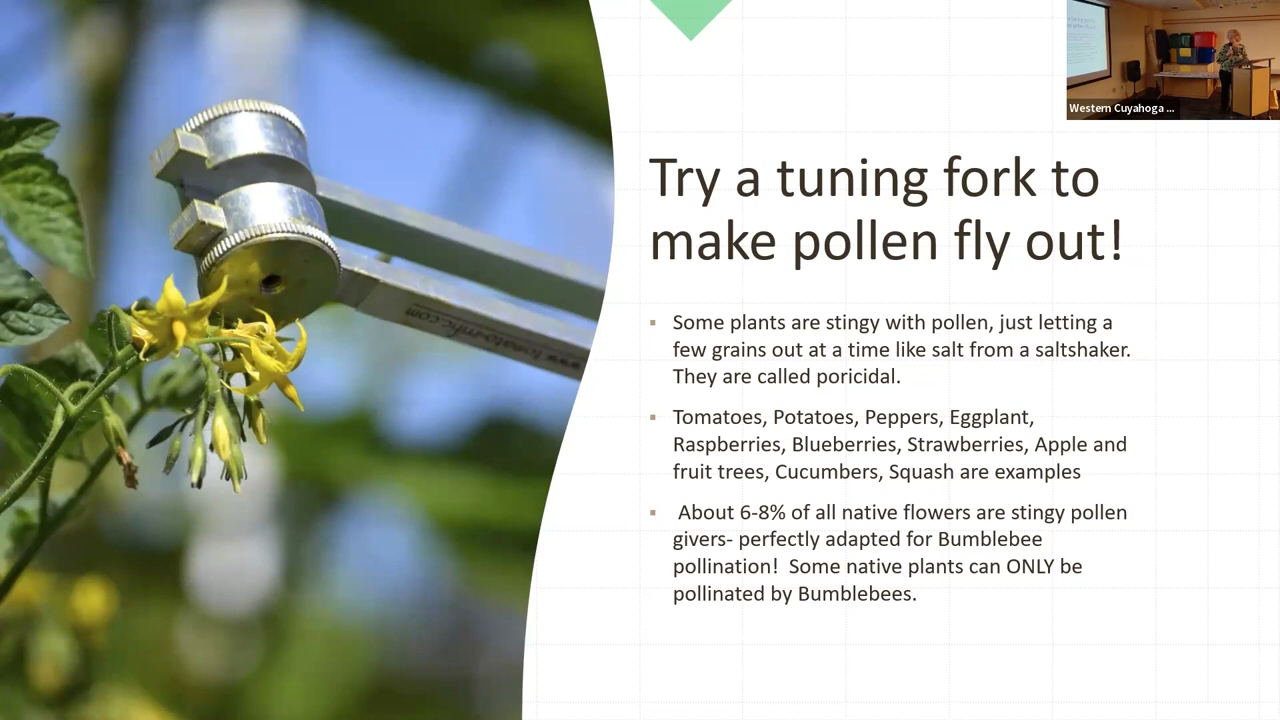 Western Cuyahoga ...
Try a tuning fork to
make pollen fly out!
▪ Some plants are stingy with pollen, just letting a
few grains out at a time like salt from a saltshaker.
They are called poricidal.
▪ Tomatoes, Potatoes, Peppers, Eggplant,
Raspberries, Blueberries, Strawberries, Apple and
fruit trees, Cucumbers, Squash are examples
▪ About 6-8% of all native flowers are stingy pollen
givers- perfectly adapted for Bumblebee
pollination! Some native plants can ONLY be
pollinated by Bumblebees.